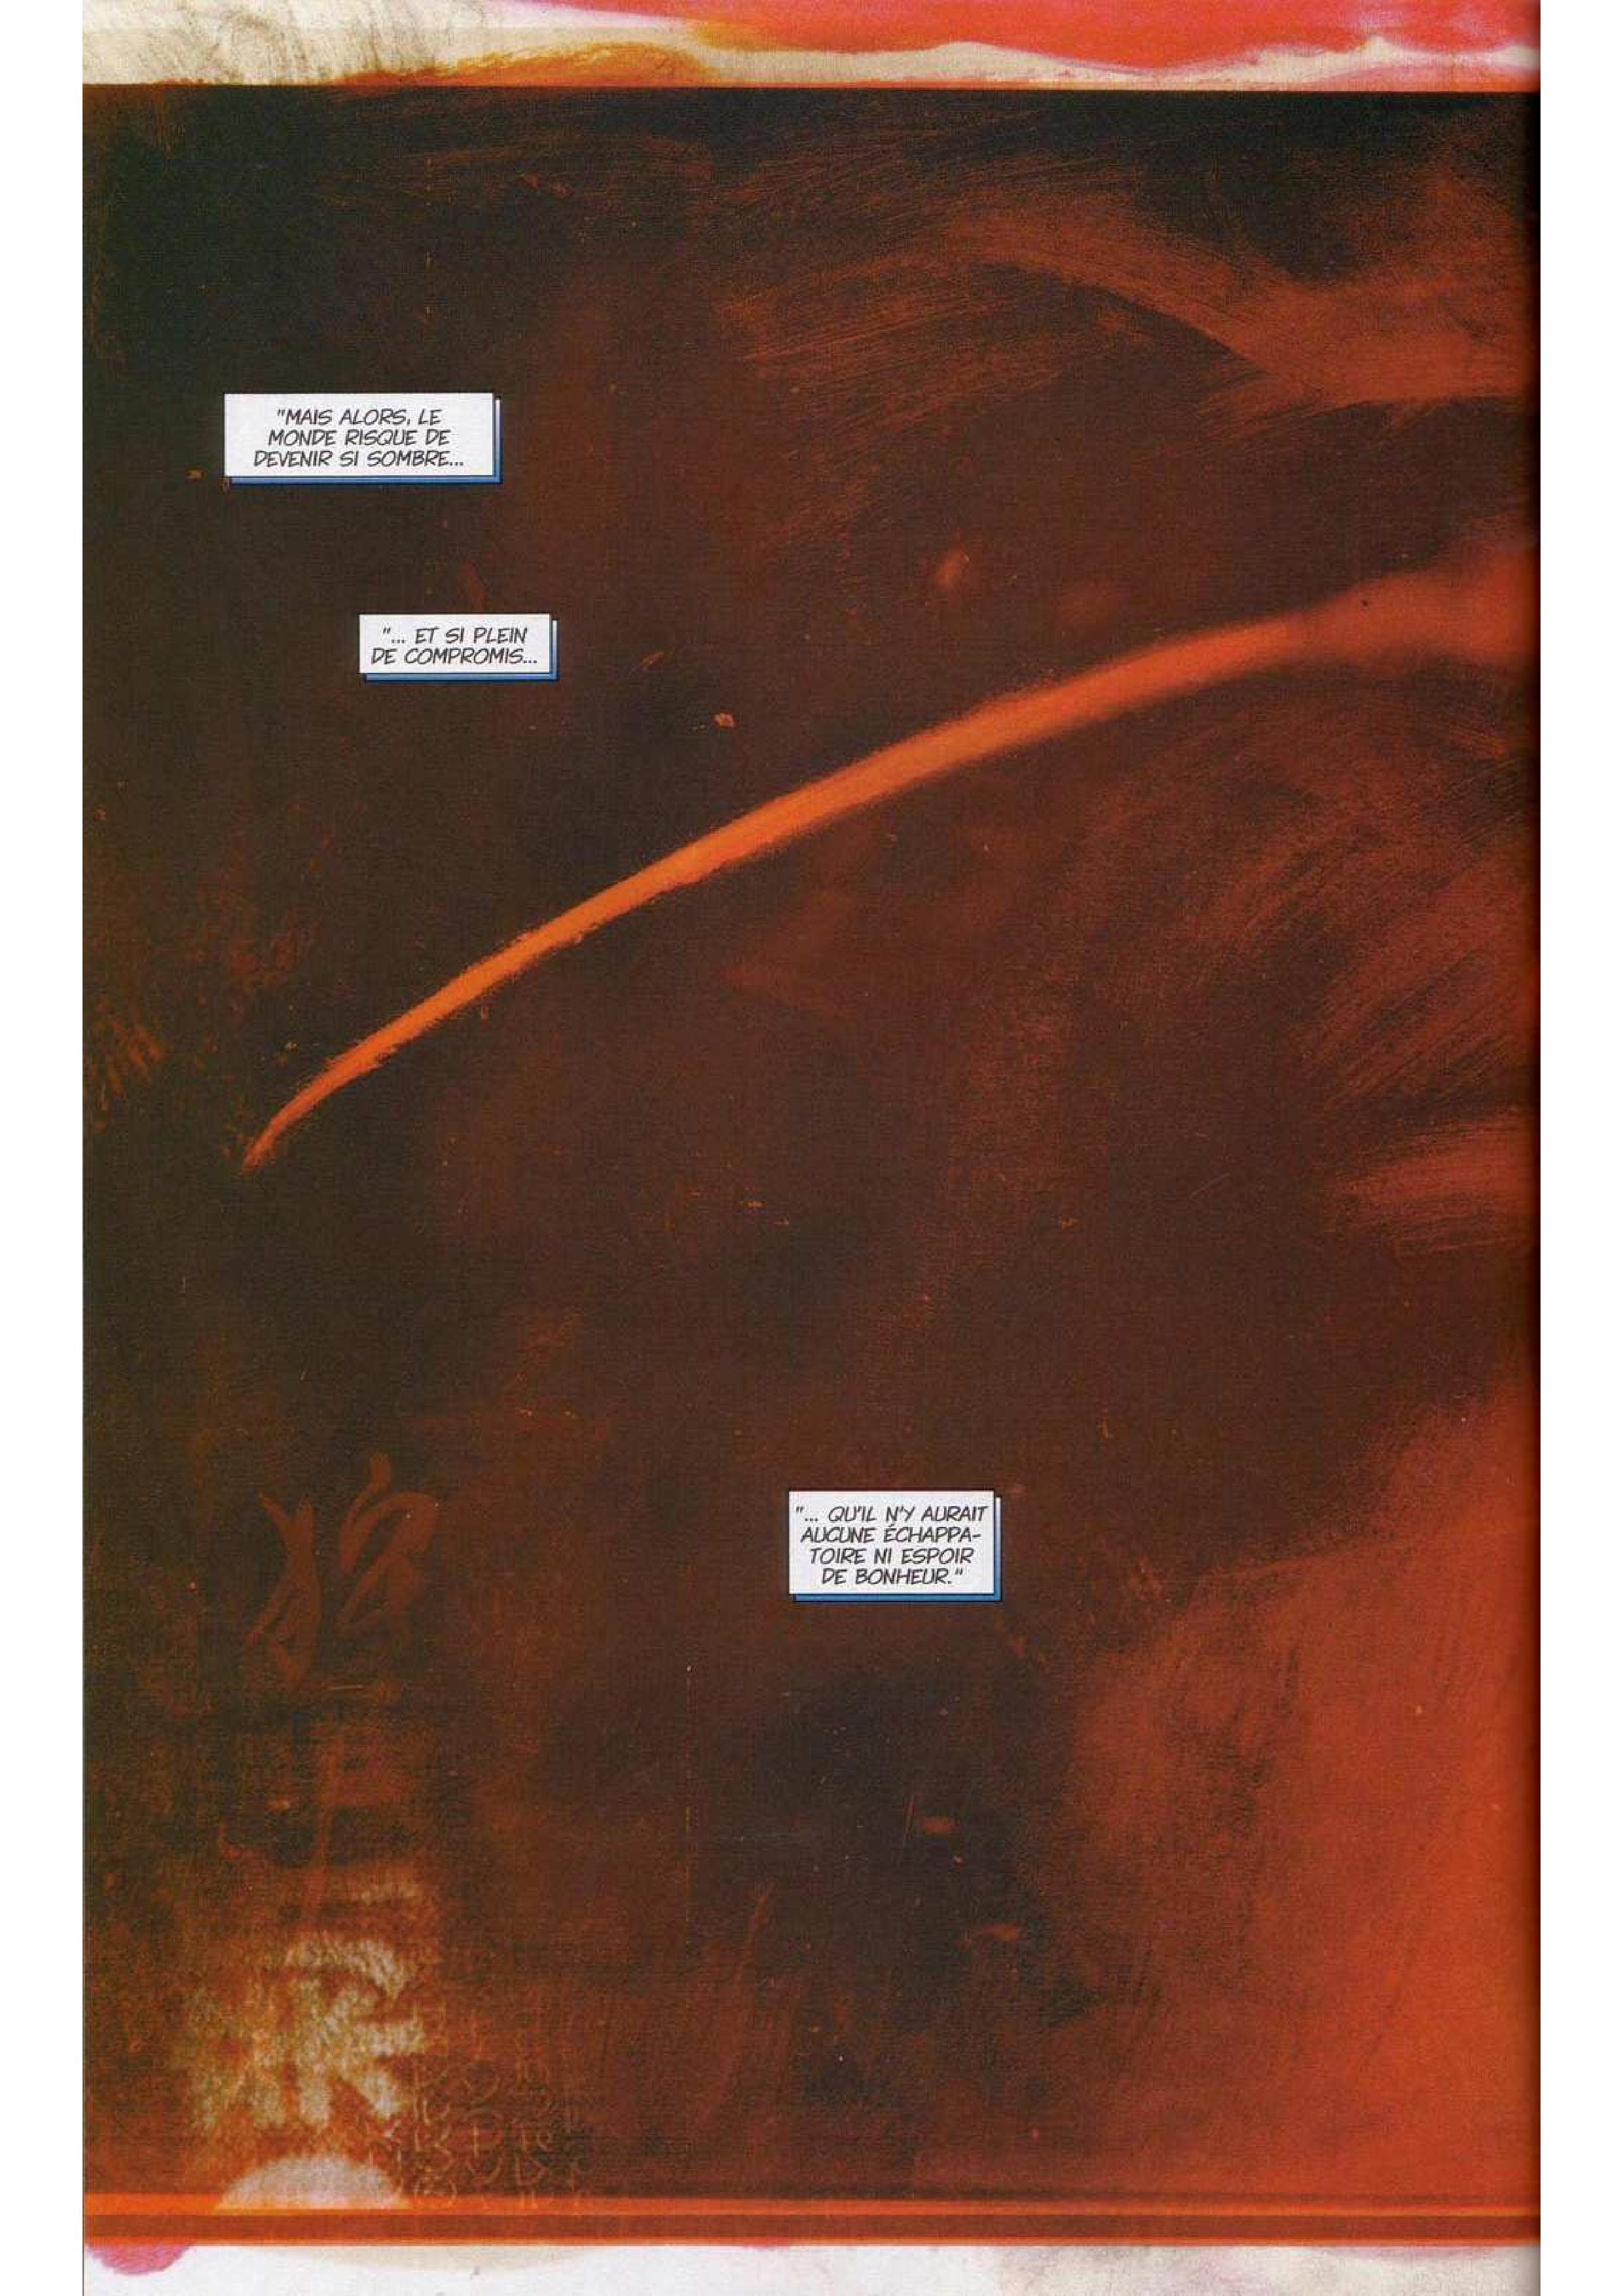 "MAIS ALORS, LE
MONDE RISQUE DE
DEVENIR SI SOMBRE...
"... ET SI PLEIN
DE COMPROMIS...
"... QU'IL N'Y AURAIT
AUCUNE ÉCHAPPA-
TOIRE NI ESPOIR
DE BONHEUR."